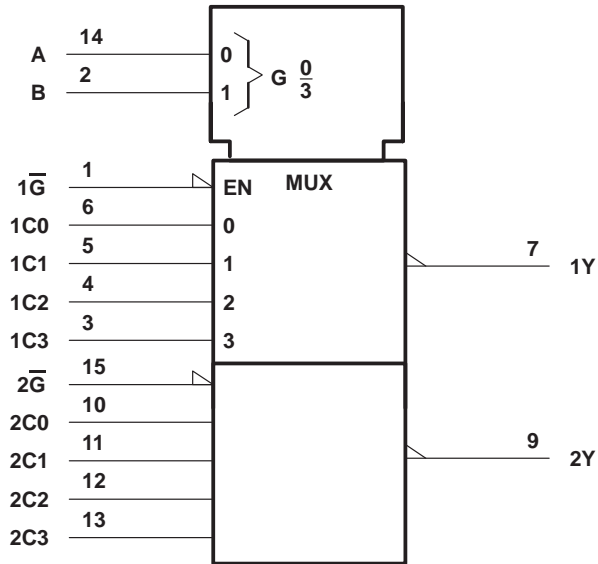 A 14 0 G 0/3
B 2 1
1G̅ 1 EN MUX
1C0 6 0
1C1 5 1 7 1Y
1C2 4 2
1C3 3 3
2G̅ 15
2C0 10
2C1 11 9 2Y
2C2 12
2C3 13